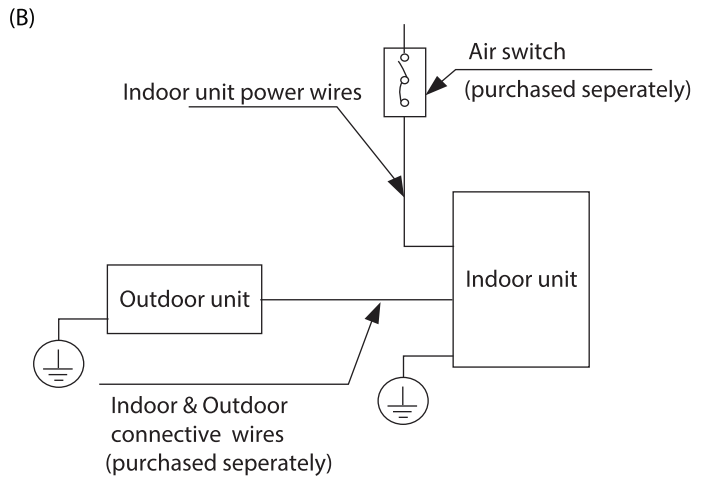 (B)
Air switch
(purchased seperately)
Indoor unit power wires
Indoor unit
Outdoor unit
Indoor & Outdoor
connective wires
(purchased seperately)